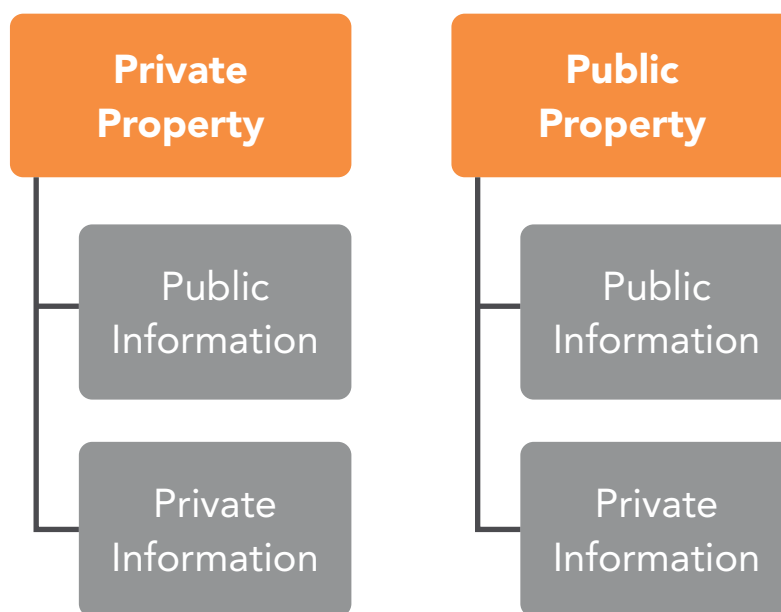 Private
Property
Public
Information
Private
Information
Public
Property
Public
Information
Private
Information